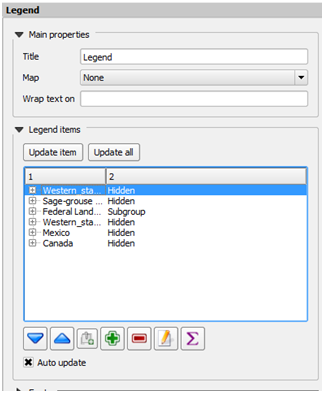 Legend
Main properties
Title Legend
Map None
Wrap text on
Legend items
Update item Update all
1 2
Western_sta... Hidden
Sage-grouse ... Hidden
Federal Land... Subgroup
Western_sta... Hidden
Mexico Hidden
Canada Hidden
Σ
Auto update